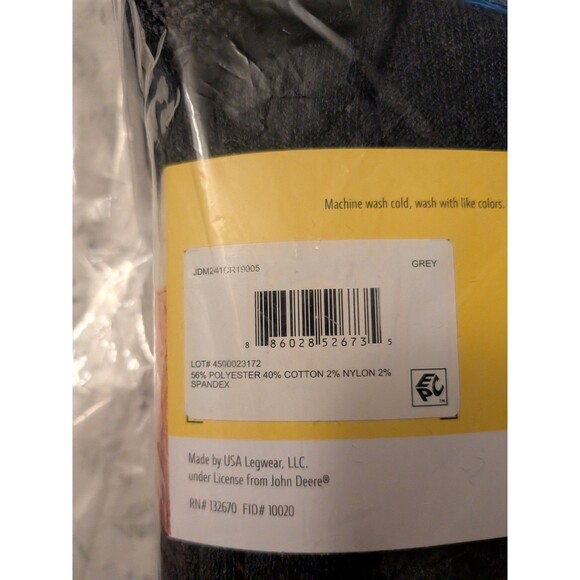 Machine wash cold, wash with like colors.
GREY
8 86028 52673 5
LOT# 4500023172
56% POLYESTER 40% COTTON 2% NYLON 2%
SPANDEX
EPC™
Made by USA Legwear, LLC.
under License from John Deere®
RN# 132670 FID# 10020